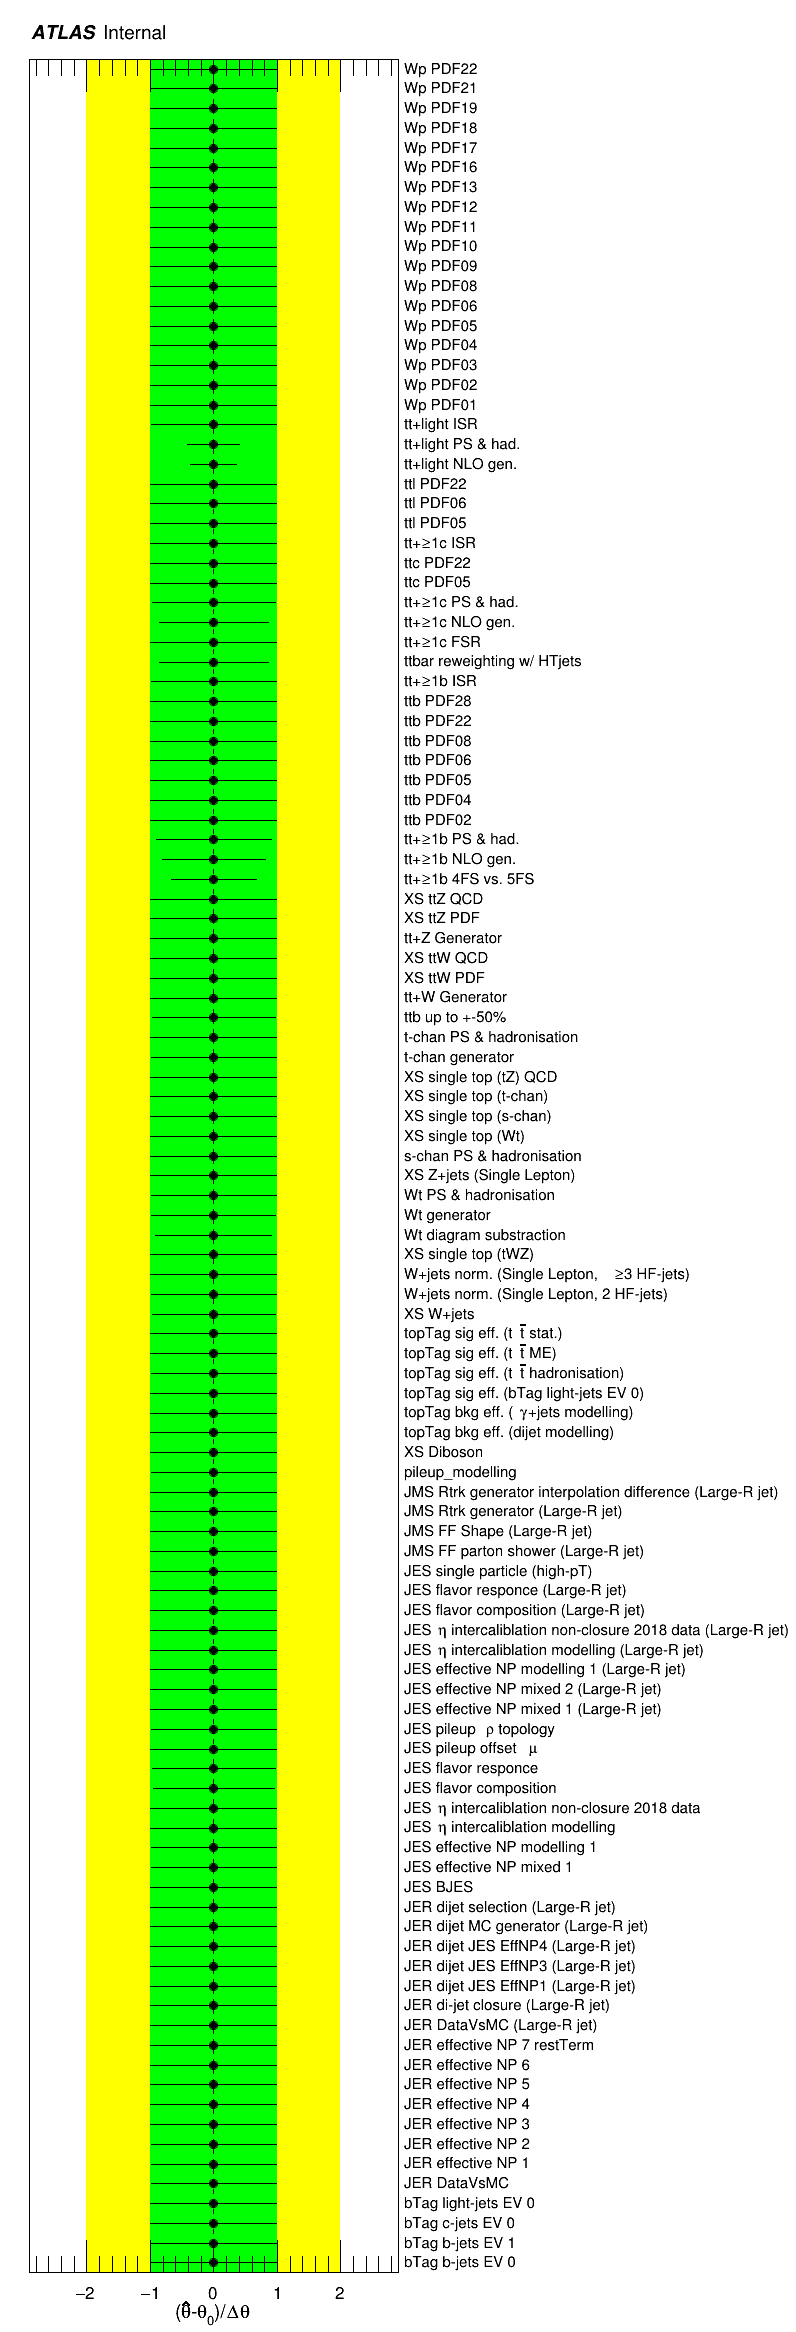 ATLAS Internal
Wp PDF22
Wp PDF21
Wp PDF19
Wp PDF18
Wp PDF17
Wp PDF16
Wp PDF13
Wp PDF12
Wp PDF11
Wp PDF10
Wp PDF09
Wp PDF08
Wp PDF06
Wp PDF05
Wp PDF04
Wp PDF03
Wp PDF02
Wp PDF01
tt+light ISR
tt+light PS & had.
tt+light NLO gen.
ttl PDF22
ttl PDF06
ttl PDF05
tt+≥1c ISR
ttc PDF22
ttc PDF05
tt+≥1c PS & had.
tt+≥1c NLO gen.
tt+≥1c FSR
ttbar reweighting w/ HTjets
tt+≥1b ISR
ttb PDF28
ttb PDF22
ttb PDF08
ttb PDF06
ttb PDF05
ttb PDF04
ttb PDF02
tt+≥1b PS & had.
tt+≥1b NLO gen.
tt+≥1b 4FS vs. 5FS
XS ttZ QCD
XS ttZ PDF
tt+Z Generator
XS ttW QCD
XS ttW PDF
tt+W Generator
ttb up to +-50%
t-chan PS & hadronisation
t-chan generator
XS single top (tZ) QCD
XS single top (t-chan)
XS single top (s-chan)
XS single top (Wt)
s-chan PS & hadronisation
XS Z+jets (Single Lepton)
Wt PS & hadronisation
Wt generator
Wt diagram substraction
XS single top (tWZ)
W+jets norm. (Single Lepton, ≥3 HF-jets)
W+jets norm. (Single Lepton, 2 HF-jets)
XS W+jets
topTag sig eff. (t t̅ stat.)
topTag sig eff. (t t̅ ME)
topTag sig eff. (t t̅ hadronisation)
topTag sig eff. (bTag light-jets EV 0)
topTag bkg eff. ( γ+jets modelling)
topTag bkg eff. (dijet modelling)
XS Diboson
pileup_modelling
JMS Rtrk generator interpolation difference (Large-R jet)
JMS Rtrk generator (Large-R jet)
JMS FF Shape (Large-R jet)
JMS FF parton shower (Large-R jet)
JES single particle (high-pT)
JES flavor responce (Large-R jet)
JES flavor composition (Large-R jet)
JES η intercaliblation non-closure 2018 data (Large-R jet)
JES η intercaliblation modelling (Large-R jet)
JES effective NP modelling 1 (Large-R jet)
JES effective NP mixed 2 (Large-R jet)
JES effective NP mixed 1 (Large-R jet)
JES pileup ρ topology
JES pileup offset μ
JES flavor responce
JES flavor composition
JES η intercaliblation non-closure 2018 data
JES η intercaliblation modelling
JES effective NP modelling 1
JES effective NP mixed 1
JES BJES
JER dijet selection (Large-R jet)
JER dijet MC generator (Large-R jet)
JER dijet JES EffNP4 (Large-R jet)
JER dijet JES EffNP3 (Large-R jet)
JER dijet JES EffNP1 (Large-R jet)
JER di-jet closure (Large-R jet)
JER DataVsMC (Large-R jet)
JER effective NP 7 restTerm
JER effective NP 6
JER effective NP 5
JER effective NP 4
JER effective NP 3
JER effective NP 2
JER effective NP 1
JER DataVsMC
bTag light-jets EV 0
bTag c-jets EV 0
bTag b-jets EV 1
bTag b-jets EV 0
−2 −1 0 1 2
(θ̂-θ₀)/Δθ